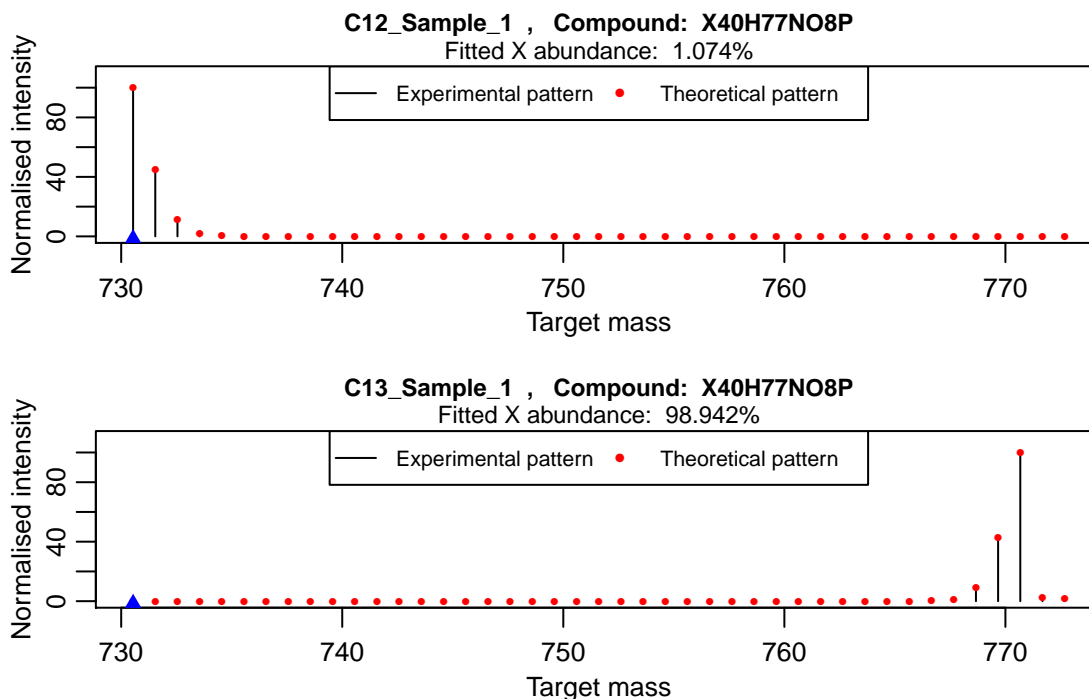 C12_Sample_1 , Compound: X40H77NO8P
Fitted X abundance: 1.074%
Experimental pattern Theoretical pattern
Normalised intensity
80
40
0
730 740 750 760 770
Target mass
C13_Sample_1 , Compound: X40H77NO8P
Fitted X abundance: 98.942%
Experimental pattern Theoretical pattern
Normalised intensity
80
40
0
730 740 750 760 770
Target mass